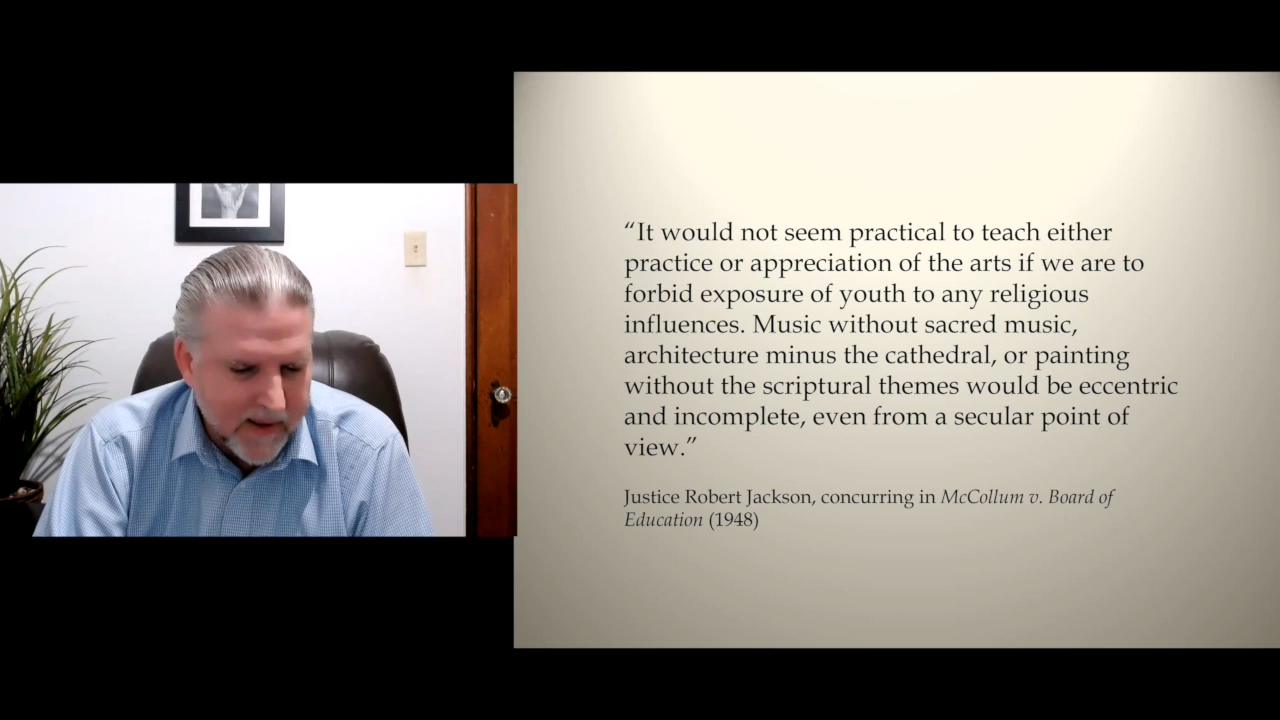 “It would not seem practical to teach either
practice or appreciation of the arts if we are to
forbid exposure of youth to any religious
influences. Music without sacred music,
architecture minus the cathedral, or painting
without the scriptural themes would be eccentric
and incomplete, even from a secular point of
view.”
Justice Robert Jackson, concurring in McCollum v. Board of
Education (1948)